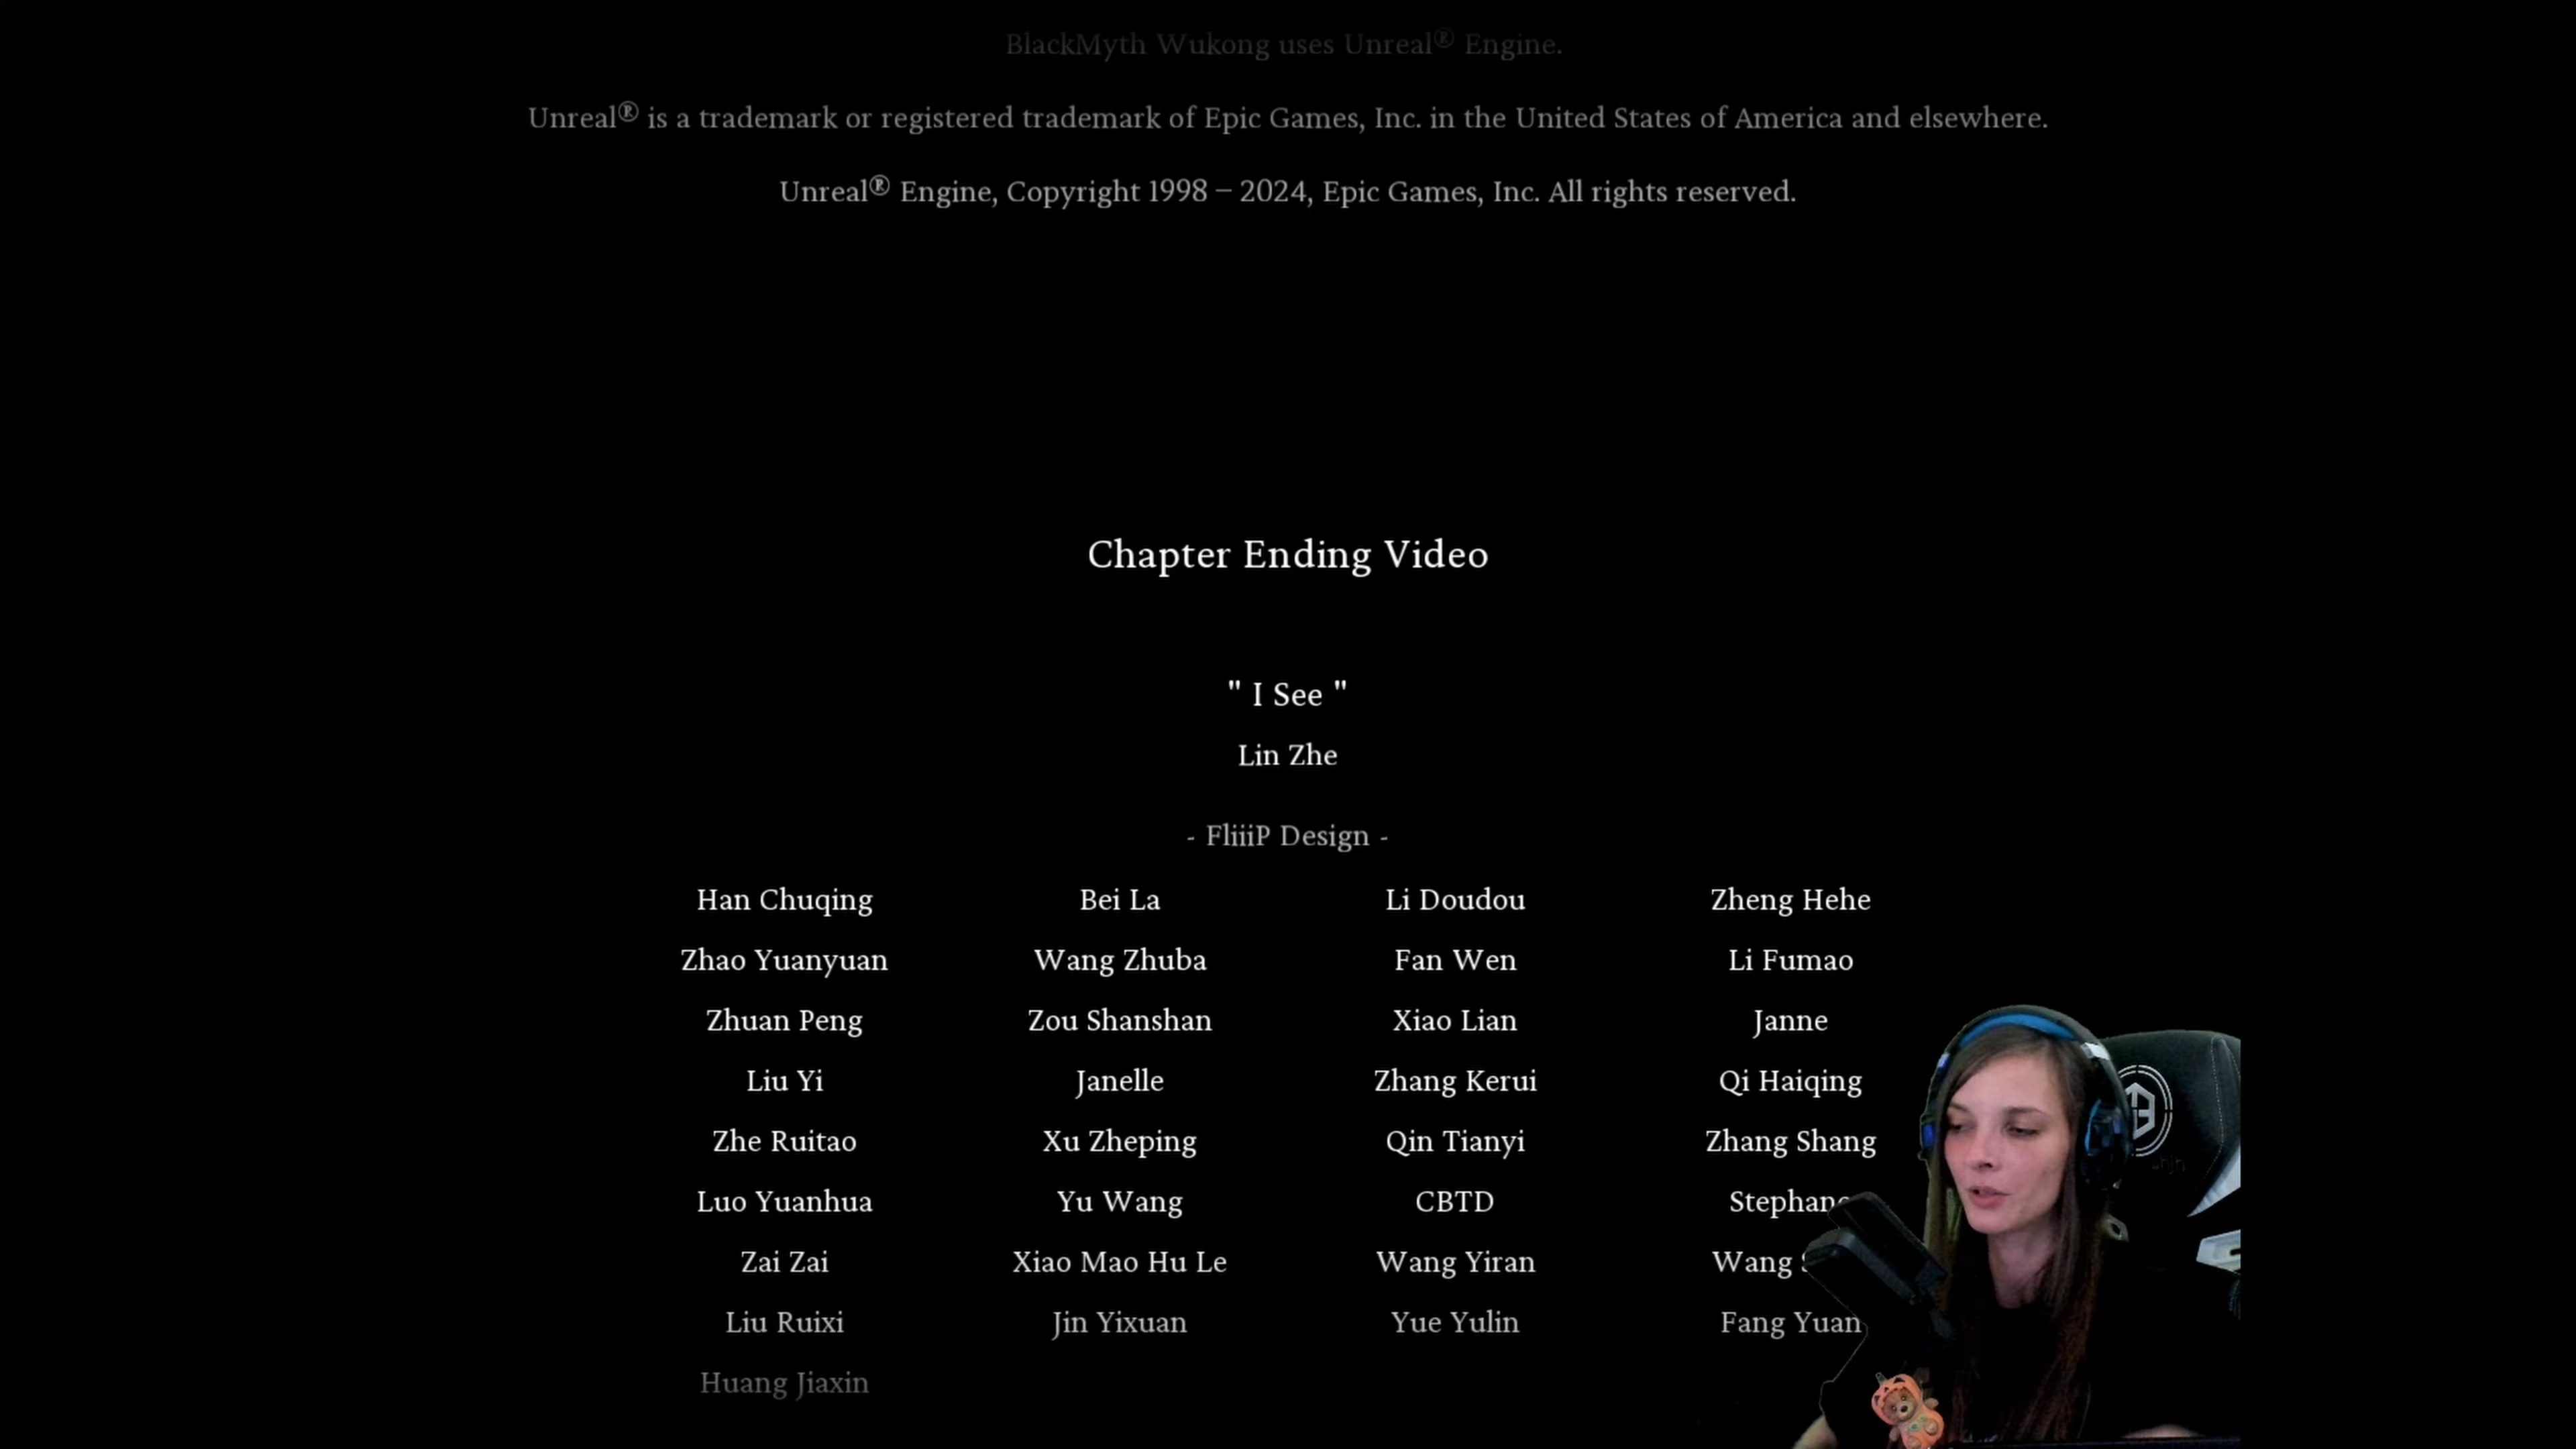 BlackMyth Wukong uses Unreal® Engine.
Unreal® is a trademark or registered trademark of Epic Games, Inc. in the United States of America and elsewhere.
Unreal® Engine, Copyright 1998 – 2024, Epic Games, Inc. All rights reserved.
Chapter Ending Video
" I See "
Lin Zhe
- FliiiP Design -
Han Chuqing Bei La Li Doudou Zheng Hehe
Zhao Yuanyuan Wang Zhuba Fan Wen Li Fumao
Zhuan Peng Zou Shanshan Xiao Lian Janne
Liu Yi Janelle Zhang Kerui Qi Haiqing
Zhe Ruitao Xu Zheping Qin Tianyi Zhang Shang
Luo Yuanhua Yu Wang CBTD
Zai Zai Xiao Mao Hu Le Wang Yiran Wang
Liu Ruixi Jin Yixuan Yue Yulin Fang Yuan
Huang Jiaxin